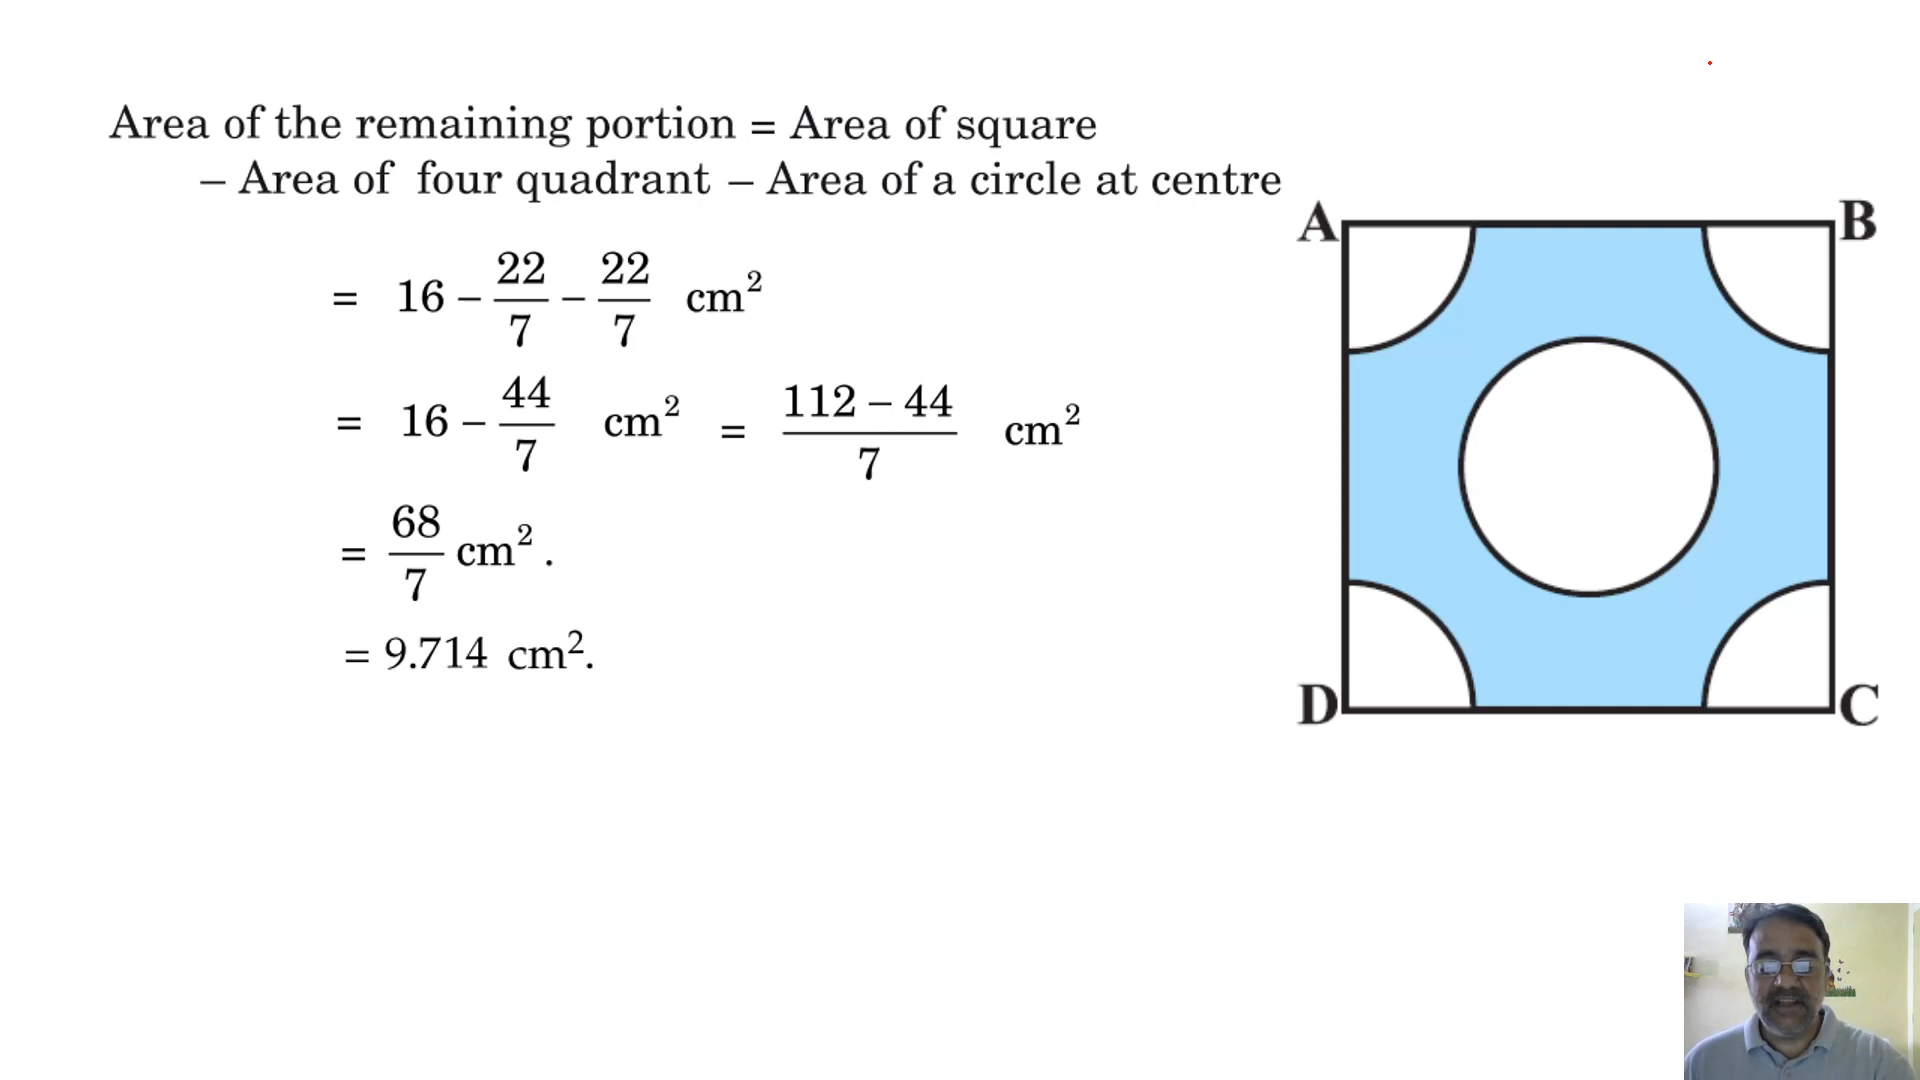 Area of the remaining portion = Area of square
– Area of four quadrant – Area of a circle at centre
= 16 – 22/7 – 22/7 cm²
= 16 – 44/7 cm² = 112 – 44/7 cm²
= 68/7 cm² .
= 9.714 cm².
A B
D C